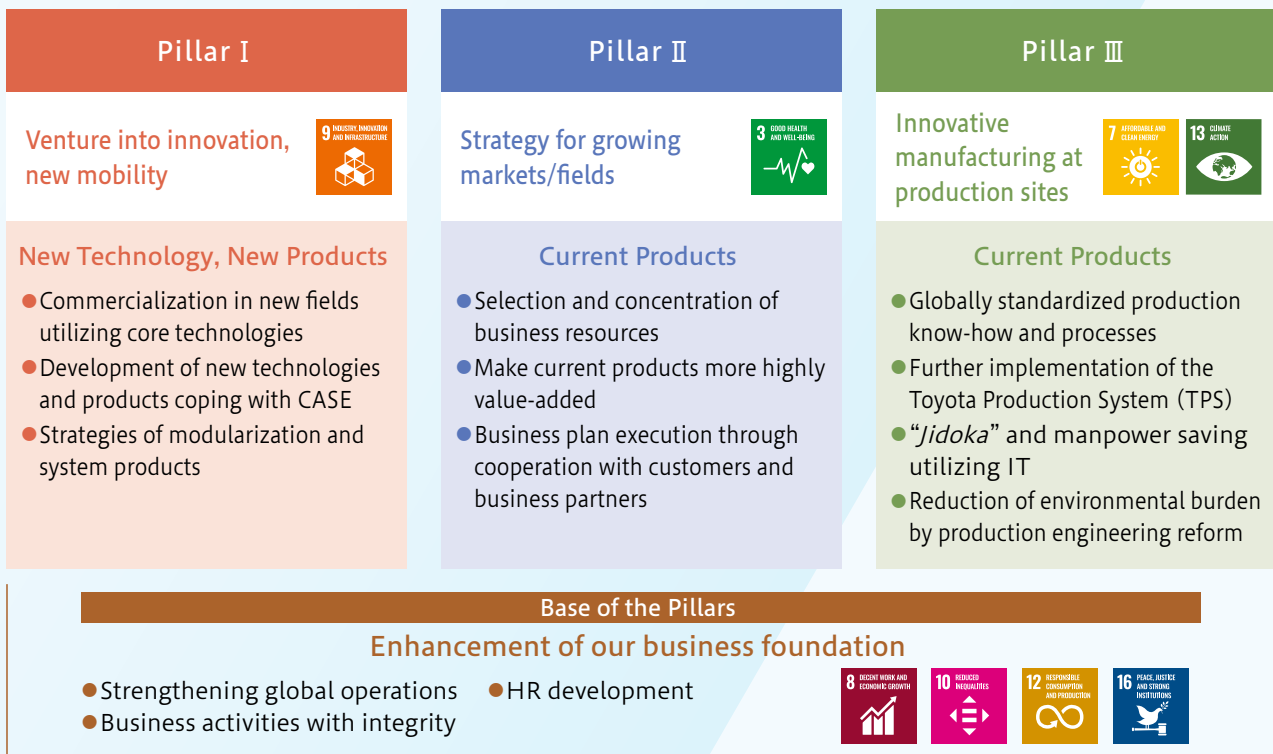 Pillar Ⅰ
Venture into innovation,
new mobility
9 INDUSTRY, INNOVATION
AND INFRASTRUCTURE
New Technology, New Products
●Commercialization in new fields
utilizing core technologies
●Development of new technologies
and products coping with CASE
●Strategies of modularization and
system products
Pillar Ⅱ
Strategy for growing
markets/fields
3 GOOD HEALTH
AND WELL-BEING
Current Products
●Selection and concentration of
business resources
●Make current products more highly
value-added
●Business plan execution through
cooperation with customers and
business partners
Pillar Ⅲ
Innovative
manufacturing at
production sites
7 AFFORDABLE AND
CLEAN ENERGY
13 CLIMATE
ACTION
Current Products
●Globally standardized production
know-how and processes
●Further implementation of the
Toyota Production System (TPS)
●“Jidoka” and manpower saving
utilizing IT
●Reduction of environmental burden
by production engineering reform
Base of the Pillars
Enhancement of our business foundation
●Strengthening global operations ●HR development
●Business activities with integrity
8 DECENT WORK AND
ECONOMIC GROWTH
10 REDUCED
INEQUALITIES
12 RESPONSIBLE
CONSUMPTION
AND PRODUCTION
16 PEACE, JUSTICE
AND STRONG
INSTITUTIONS